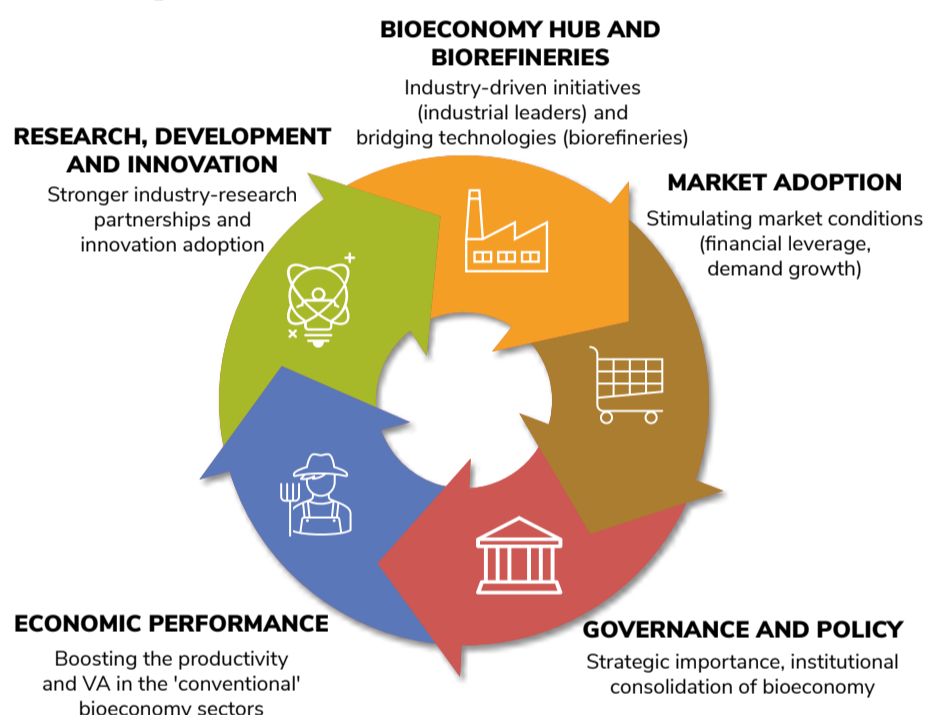 BIOECONOMY HUB AND
BIOREFINERIES
Industry-driven initiatives
(industrial leaders) and
bridging technologies (biorefineries)
RESEARCH, DEVELOPMENT
AND INNOVATION
Stronger industry-research
partnerships and
innovation adoption
MARKET ADOPTION
Stimulating market conditions
(financial leverage,
demand growth)
ECONOMIC PERFORMANCE
Boosting the productivity
and VA in the 'conventional'
bioeconomy sectors
GOVERNANCE AND POLICY
Strategic importance, institutional
consolidation of bioeconomy